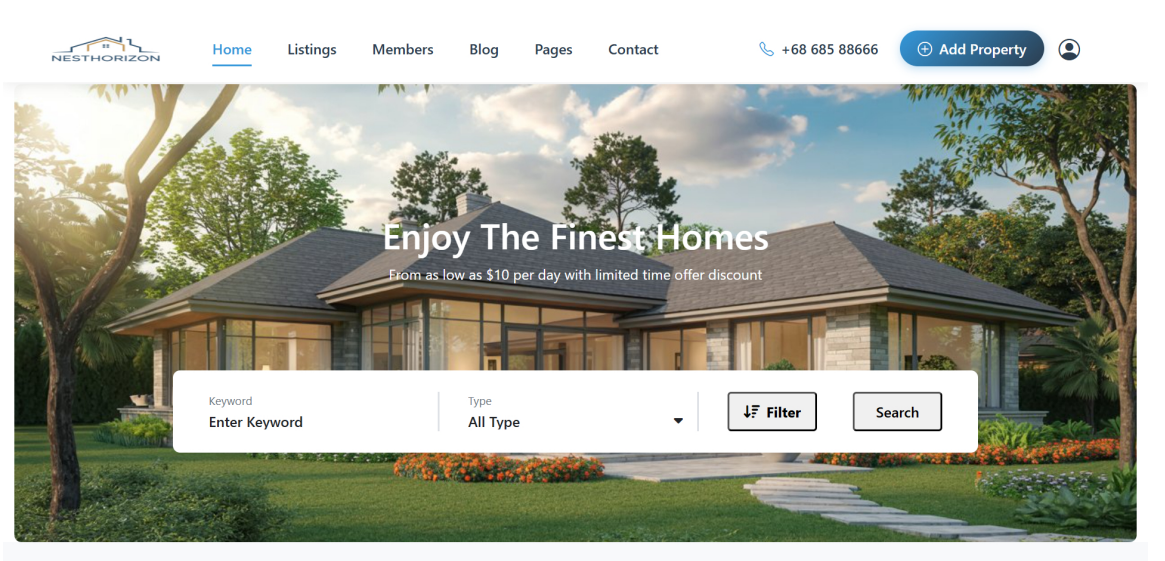 NESTHORIZON
Home Listings Members Blog Pages Contact +68 685 88666 Add Property
Enjoy The Finest Homes
From as low as $10 per day with limited time offer discount
Keyword
Enter Keyword
Type
All Type
Filter
Search